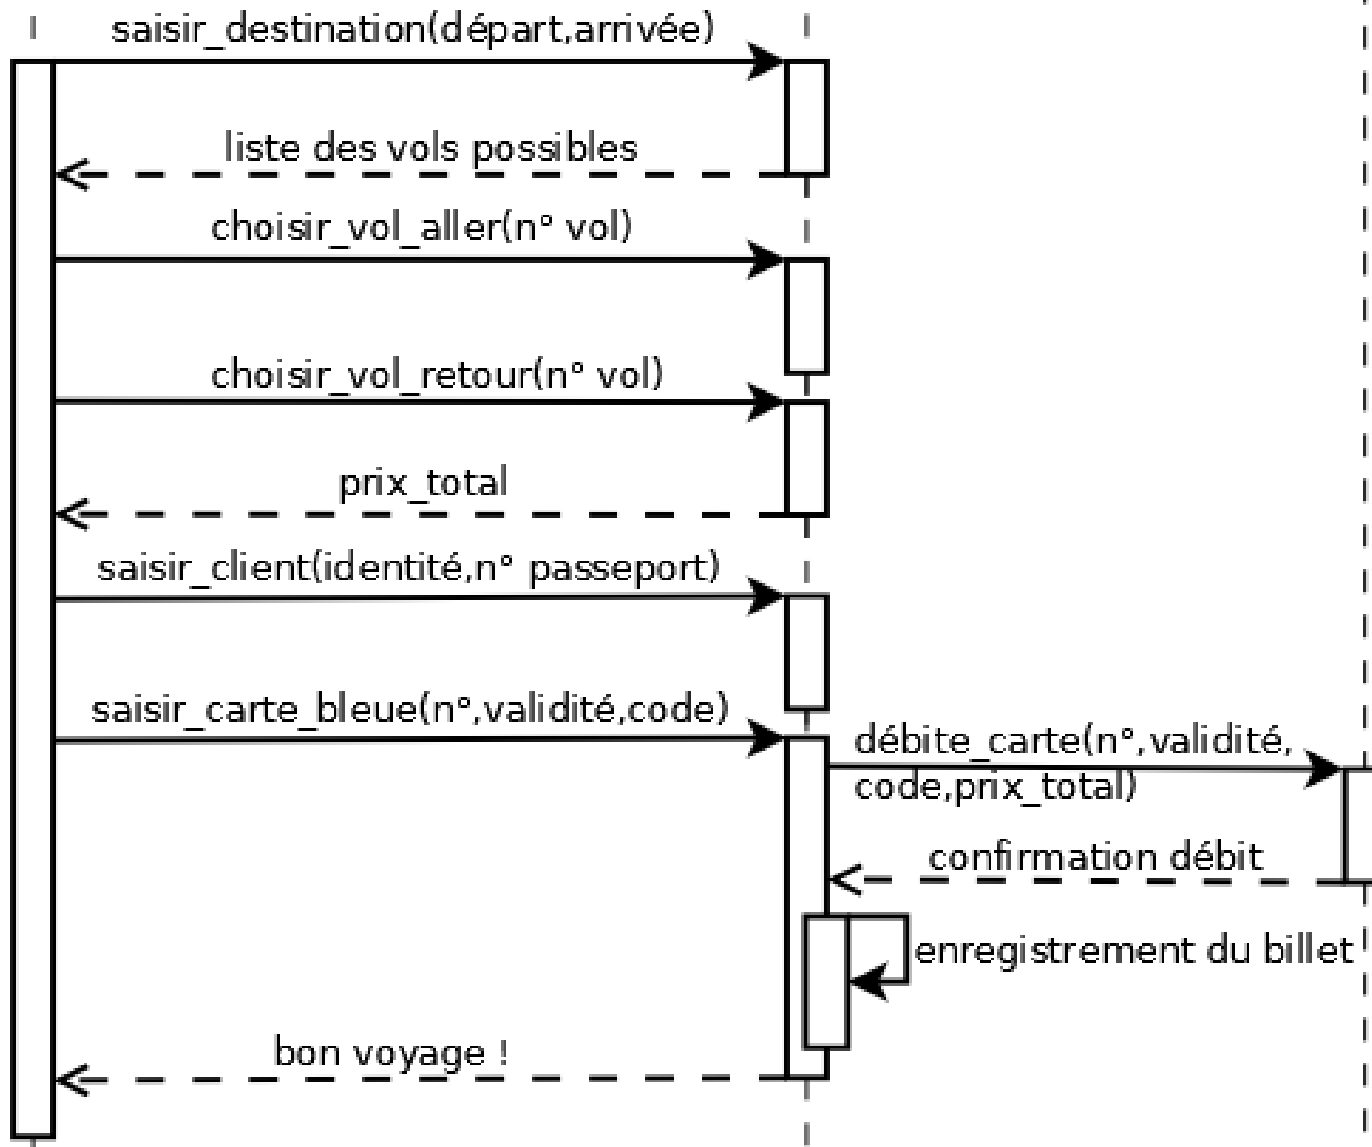 saisir_destination(départ,arrivée)
liste des vols possibles
choisir_vol_aller(n° vol)
choisir_vol_retour(n° vol)
prix_total
saisir_client(identité,n° passeport)
saisir_carte_bleue(n°,validité,code)
débite_carte(n°,validité,
code,prix_total)
confirmation débit
enregistrement du billet
bon voyage !